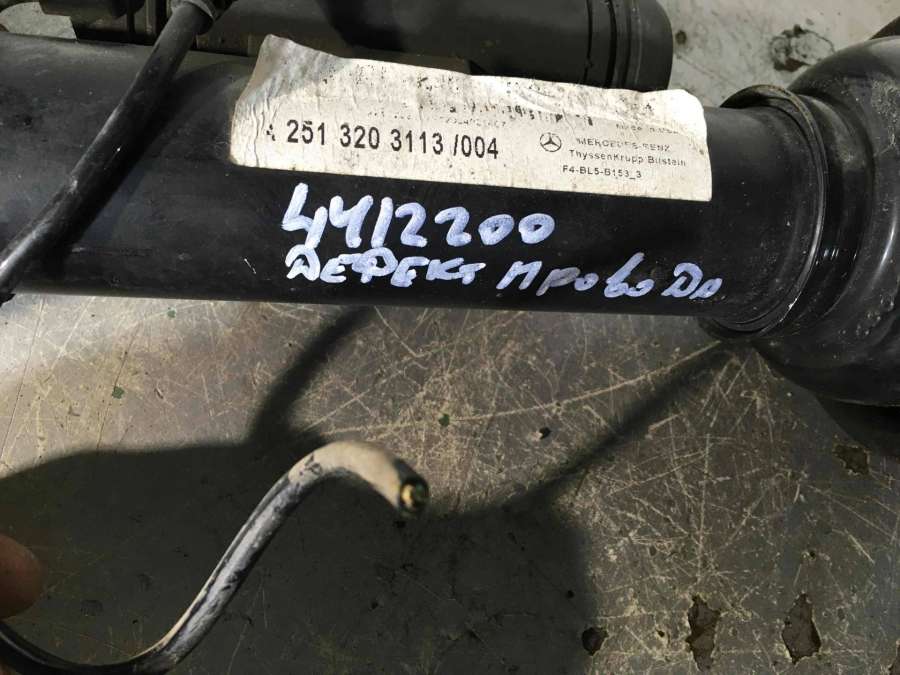 A 251 320 3113 /004
MERCEDES-BENZ
ThyssenKrupp Bilstein
F4-BL5-B153_3
4412200
ДЕФЕКТ ПРОВОДА